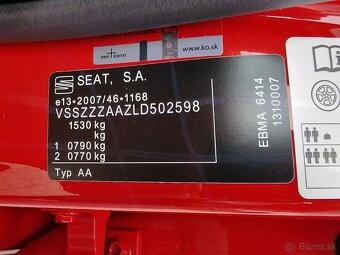 www.ko.sk
SEAT, S.A.
e13*2007/46*1168
VSSZZZAAZLD502598
1530 kg
kg
1 0790 kg
2 0770 kg
Typ AA
EBMA 6414
1310007
© bazos.sk